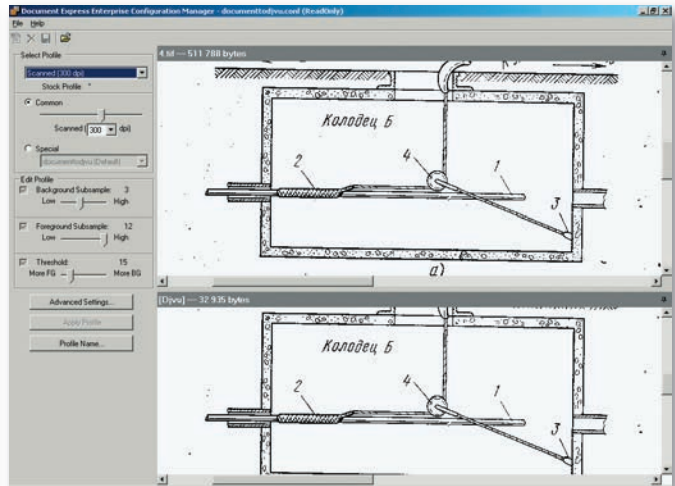 Document Express Enterprise Configuration Manager - documenttodjvu.conf (ReadOnly)
File Help
Select Profile
Scanned (300 dpi)
Stock Profile *
Common
Scanned ( 300 dpi)
Special
documenttodjvu (Default)
Edit Profile
Background Subsample: 3
Low High
Foreground Subsample: 12
Low High
Threshold: 15
More FG More BG
Advanced Settings...
Apply Profile
Profile Name...
4.tif — 511 788 bytes
Колодец Б
2
4
1
3
а)
[Djvu] — 32 935 bytes
Колодец Б
2
4
1
3